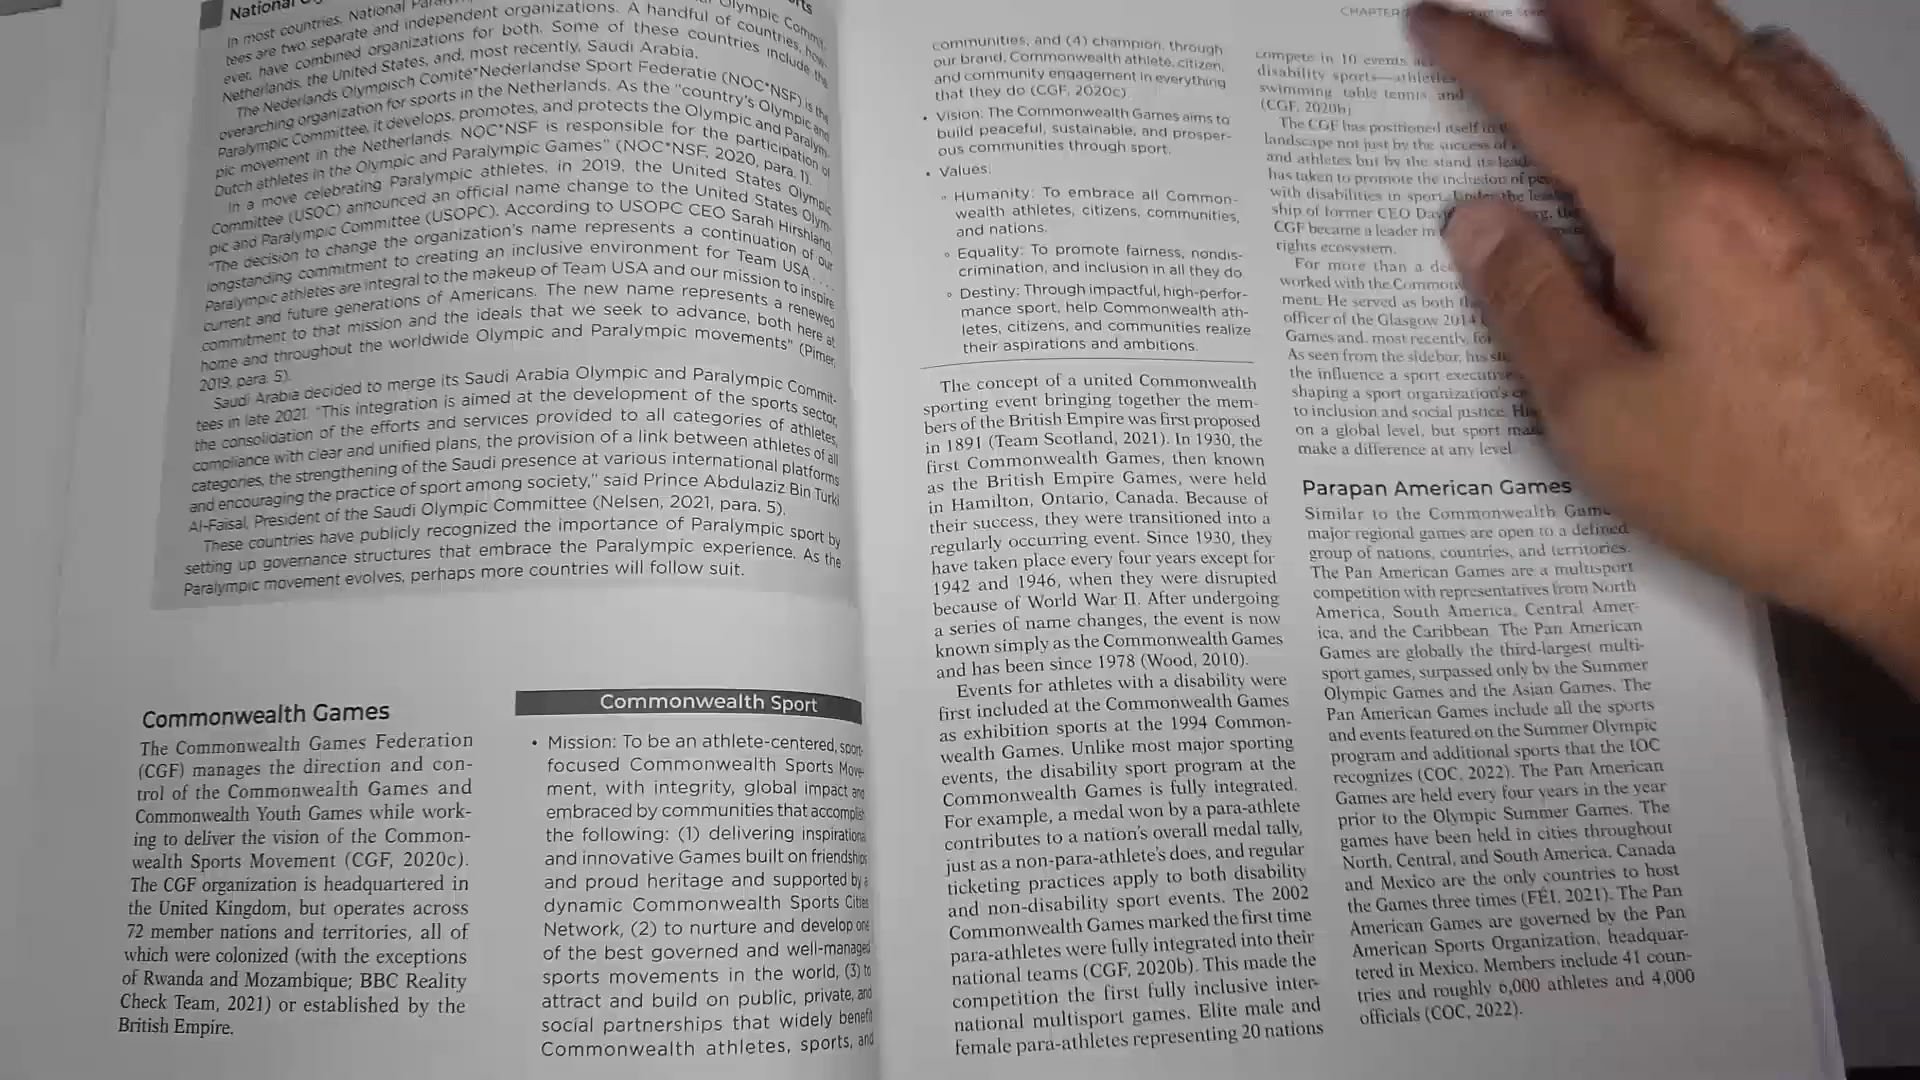 National
In most countries, National
tees are two separate and independent organizations. A handful of countries, how-
ever, have combined organizations for both. Some of these countries include the
Netherlands, the United States, and, most recently, Saudi Arabia.
The Nederlands Olympisch Comité*Nederlandse Sport Federatie (NOC*NSF) is the
overarching organization for sports in the Netherlands. As the "country's Olympic and
Paralympic Committee, it develops, promotes, and protects the Olympic and Paralym-
pic movement in the Netherlands. NOC*NSF is responsible for the participation of
Dutch athletes in the Olympic and Paralympic Games" (NOC*NSF, 2020, para. 1).
In a move celebrating Paralympic athletes, in 2019, the United States Olympic
Committee (USOC) announced an official name change to the United States Olym-
pic and Paralympic Committee (USOPC). According to USOPC CEO Sarah Hirshland,
"The decision to change the organization's name represents a continuation of our
longstanding commitment to creating an inclusive environment for Team USA . . . .
Paralympic athletes are integral to the makeup of Team USA and our mission to inspire
current and future generations of Americans. The new name represents a renewed
commitment to that mission and the ideals that we seek to advance, both here at
home and throughout the worldwide Olympic and Paralympic movements" (Pimer,
2019, para. 5).
Saudi Arabia decided to merge its Saudi Arabia Olympic and Paralympic Commit-
tees in late 2021. "This integration is aimed at the development of the sports sector,
the consolidation of the efforts and services provided to all categories of athletes,
compliance with clear and unified plans, the provision of a link between athletes of all
categories, the strengthening of the Saudi presence at various international platforms
and encouraging the practice of sport among society," said Prince Abdulaziz Bin Turki
Al-Faisal, President of the Saudi Olympic Committee (Nelsen, 2021, para. 5).
These countries have publicly recognized the importance of Paralympic sport by
setting up governance structures that embrace the Paralympic experience. As the
Paralympic movement evolves, perhaps more countries will follow suit.
Commonwealth Games
The Commonwealth Games Federation
(CGF) manages the direction and con-
trol of the Commonwealth Games and
Commonwealth Youth Games while work-
ing to deliver the vision of the Common-
wealth Sports Movement (CGF, 2020c).
The CGF organization is headquartered in
the United Kingdom, but operates across
72 member nations and territories, all of
which were colonized (with the exceptions
of Rwanda and Mozambique; BBC Reality
Check Team, 2021) or established by the
British Empire.
Commonwealth Sport
• Mission: To be an athlete-centered, sport-
focused Commonwealth Sports Move-
ment, with integrity, global impact and
embraced by communities that accomplish
the following: (1) delivering inspirational
and innovative Games built on friendships
and proud heritage and supported by a
dynamic Commonwealth Sports Cities
Network, (2) to nurture and develop one
of the best governed and well-managed
sports movements in the world, (3) to
attract and build on public, private, and
social partnerships that widely benefit
Commonwealth athletes, sports, and
communities, and (4) champion, through
our brand, Commonwealth athlete, citizen,
and community engagement in everything
that they do (CGF, 2020c).
• Vision: The Commonwealth Games aims to
build peaceful, sustainable, and prosper-
ous communities through sport.
• Values:
◦ Humanity: To embrace all Common-
wealth athletes, citizens, communities,
and nations.
◦ Equality: To promote fairness, nondis-
crimination, and inclusion in all they do
◦ Destiny: Through impactful, high-perfor-
mance sport, help Commonwealth ath-
letes, citizens, and communities realize
their aspirations and ambitions.
The concept of a united Commonwealth
sporting event bringing together the mem-
bers of the British Empire was first proposed
in 1891 (Team Scotland, 2021). In 1930, the
first Commonwealth Games, then known
as the British Empire Games, were held
in Hamilton, Ontario, Canada. Because of
their success, they were transitioned into a
regularly occurring event. Since 1930, they
have taken place every four years except for
1942 and 1946, when they were disrupted
because of World War II. After undergoing
a series of name changes, the event is now
known simply as the Commonwealth Games
and has been since 1978 (Wood, 2010).
Events for athletes with a disability were
first included at the Commonwealth Games
as exhibition sports at the 1994 Common-
wealth Games. Unlike most major sporting
events, the disability sport program at the
Commonwealth Games is fully integrated.
For example, a medal won by a para-athlete
contributes to a nation's overall medal tally,
just as a non-para-athlete's does, and regular
ticketing practices apply to both disability
and non-disability sport events. The 2002
Commonwealth Games marked the first time
para-athletes were fully integrated into their
national teams (CGF, 2020b). This made the
competition the first fully inclusive inter-
national multisport games. Elite male and
female para-athletes representing 20 nations
CHAPTER
compete in 10 events
disability sports—athletics
swimming, table tennis, and
(CGF, 2020b)
The CGF has positioned itself in
landscape not just by the success of
and athletes but by the stand its
has taken to promote the inclusion of
with disabilities in sport. Under the
ship of former CEO
CGF became a leader in
rights ecosystem.
For more than a
worked with the
ment. He served as both
officer of the Glasgow 2014
Games and, most recently, for
As seen from the sidebar, his
the influence a sport executive
shaping a sport organization's
to inclusion and social justice.
on a global level, but sport
make a difference at any level.
Parapan American Games
Similar to the Commonwealth
major regional games are open to a defined
group of nations, countries, and territories.
The Pan American Games are a multisport
competition with representatives from North
America, South America, Central Amer-
ica, and the Caribbean. The Pan American
Games are globally the third-largest multi-
sport games, surpassed only by the Summer
Olympic Games and the Asian Games. The
Pan American Games include all the sports
and events featured on the Summer Olympic
program and additional sports that the IOC
recognizes (COC, 2022). The Pan American
Games are held every four years in the year
prior to the Olympic Summer Games. The
games have been held in cities throughout
North, Central, and South America. Canada
and Mexico are the only countries to host
the Games three times (FEI, 2021). The Pan
American Games are governed by the Pan
American Sports Organization, headquar-
tered in Mexico. Members include 41 coun-
tries and roughly 6,000 athletes and 4,000
officials (COC, 2022).